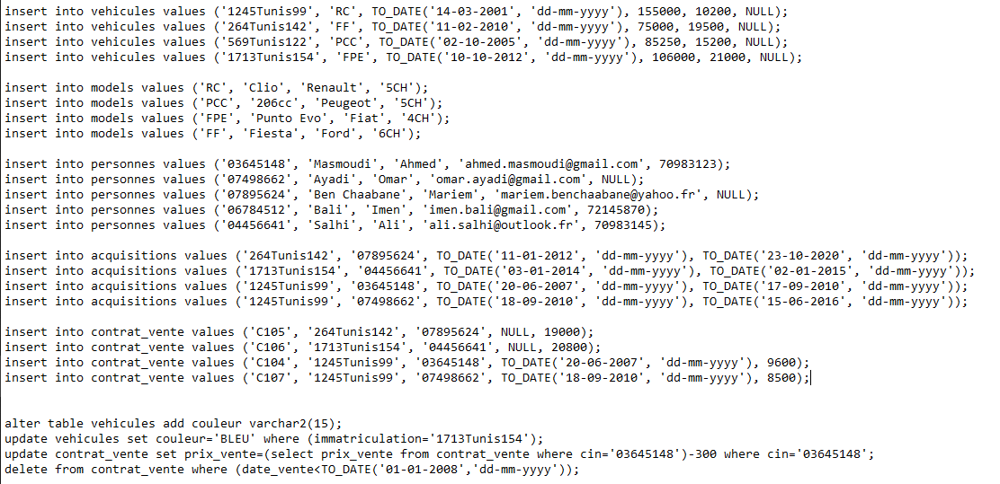 insert into vehicules values ('1245Tunis99', 'RC', TO_DATE('14-03-2001', 'dd-mm-yyyy'), 155000, 10200, NULL);
insert into vehicules values ('264Tunis142', 'FF', TO_DATE('11-02-2010', 'dd-mm-yyyy'), 75000, 19500, NULL);
insert into vehicules values ('569Tunis122', 'PCC', TO_DATE('02-10-2005', 'dd-mm-yyyy'), 85250, 15200, NULL);
insert into vehicules values ('1713Tunis154', 'FPE', TO_DATE('10-10-2012', 'dd-mm-yyyy'), 106000, 21000, NULL);
insert into models values ('RC', 'Clio', 'Renault', '5CH');
insert into models values ('PCC', '206cc', 'Peugeot', '5CH');
insert into models values ('FPE', 'Punto Evo', 'Fiat', '4CH');
insert into models values ('FF', 'Fiesta', 'Ford', '6CH');
insert into personnes values ('03645148', 'Masmoudi', 'Ahmed', 'ahmed.masmoudi@gmail.com', 70983123);
insert into personnes values ('07498662', 'Ayadi', 'Omar', 'omar.ayadi@gmail.com', NULL);
insert into personnes values ('07895624', 'Ben Chaabane', 'Mariem', 'mariem.benchaabane@yahoo.fr', NULL);
insert into personnes values ('06784512', 'Bali', 'Imen', 'imen.bali@gmail.com', 72145870);
insert into personnes values ('04456641', 'Salhi', 'Ali', 'ali.salhi@outlook.fr', 70983145);
insert into acquisitions values ('264Tunis142', '07895624', TO_DATE('11-01-2012', 'dd-mm-yyyy'), TO_DATE('23-10-2020', 'dd-mm-yyyy'));
insert into acquisitions values ('1713Tunis154', '04456641', TO_DATE('03-01-2014', 'dd-mm-yyyy'), TO_DATE('02-01-2015', 'dd-mm-yyyy'));
insert into acquisitions values ('1245Tunis99', '03645148', TO_DATE('20-06-2007', 'dd-mm-yyyy'), TO_DATE('17-09-2010', 'dd-mm-yyyy'));
insert into acquisitions values ('1245Tunis99', '07498662', TO_DATE('18-09-2010', 'dd-mm-yyyy'), TO_DATE('15-06-2016', 'dd-mm-yyyy'));
insert into contrat_vente values ('C105', '264Tunis142', '07895624', NULL, 19000);
insert into contrat_vente values ('C106', '1713Tunis154', '04456641', NULL, 20800);
insert into contrat_vente values ('C104', '1245Tunis99', '03645148', TO_DATE('20-06-2007', 'dd-mm-yyyy'), 9600);
insert into contrat_vente values ('C107', '1245Tunis99', '07498662', TO_DATE('18-09-2010', 'dd-mm-yyyy'), 8500);
alter table vehicules add couleur varchar2(15);
update vehicules set couleur='BLEU' where (immatriculation='1713Tunis154');
update contrat_vente set prix_vente=(select prix_vente from contrat_vente where cin='03645148')-300 where cin='03645148';
delete from contrat_vente where (date_vente<TO_DATE('01-01-2008','dd-mm-yyyy'));